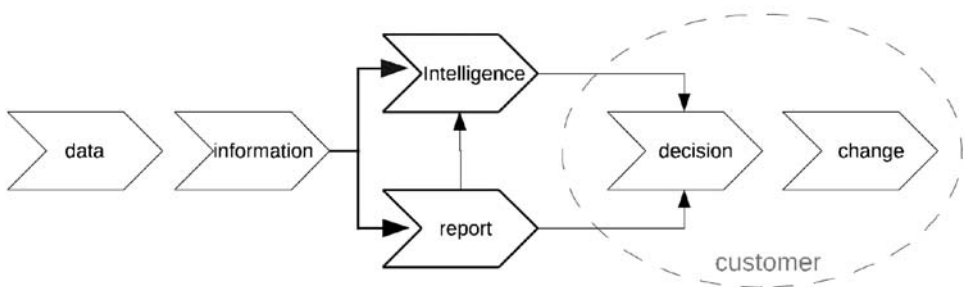 data
information
Intelligence
report
decision
change
customer